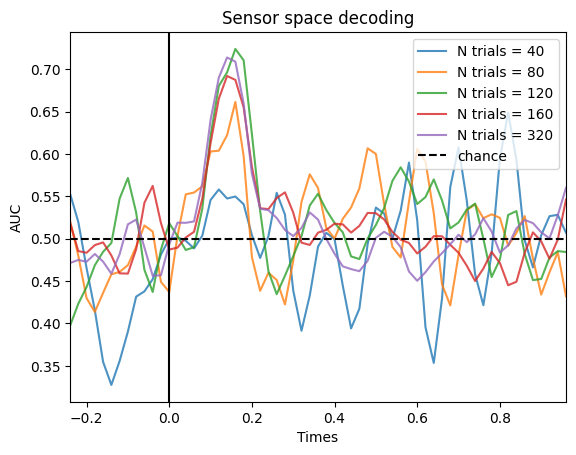 Sensor space decoding
N trials = 40
N trials = 80
N trials = 120
N trials = 160
N trials = 320
chance
AUC
0.70
0.65
0.60
0.55
0.50
0.45
0.40
0.35
−0.2 0.0 0.2 0.4 0.6 0.8
Times